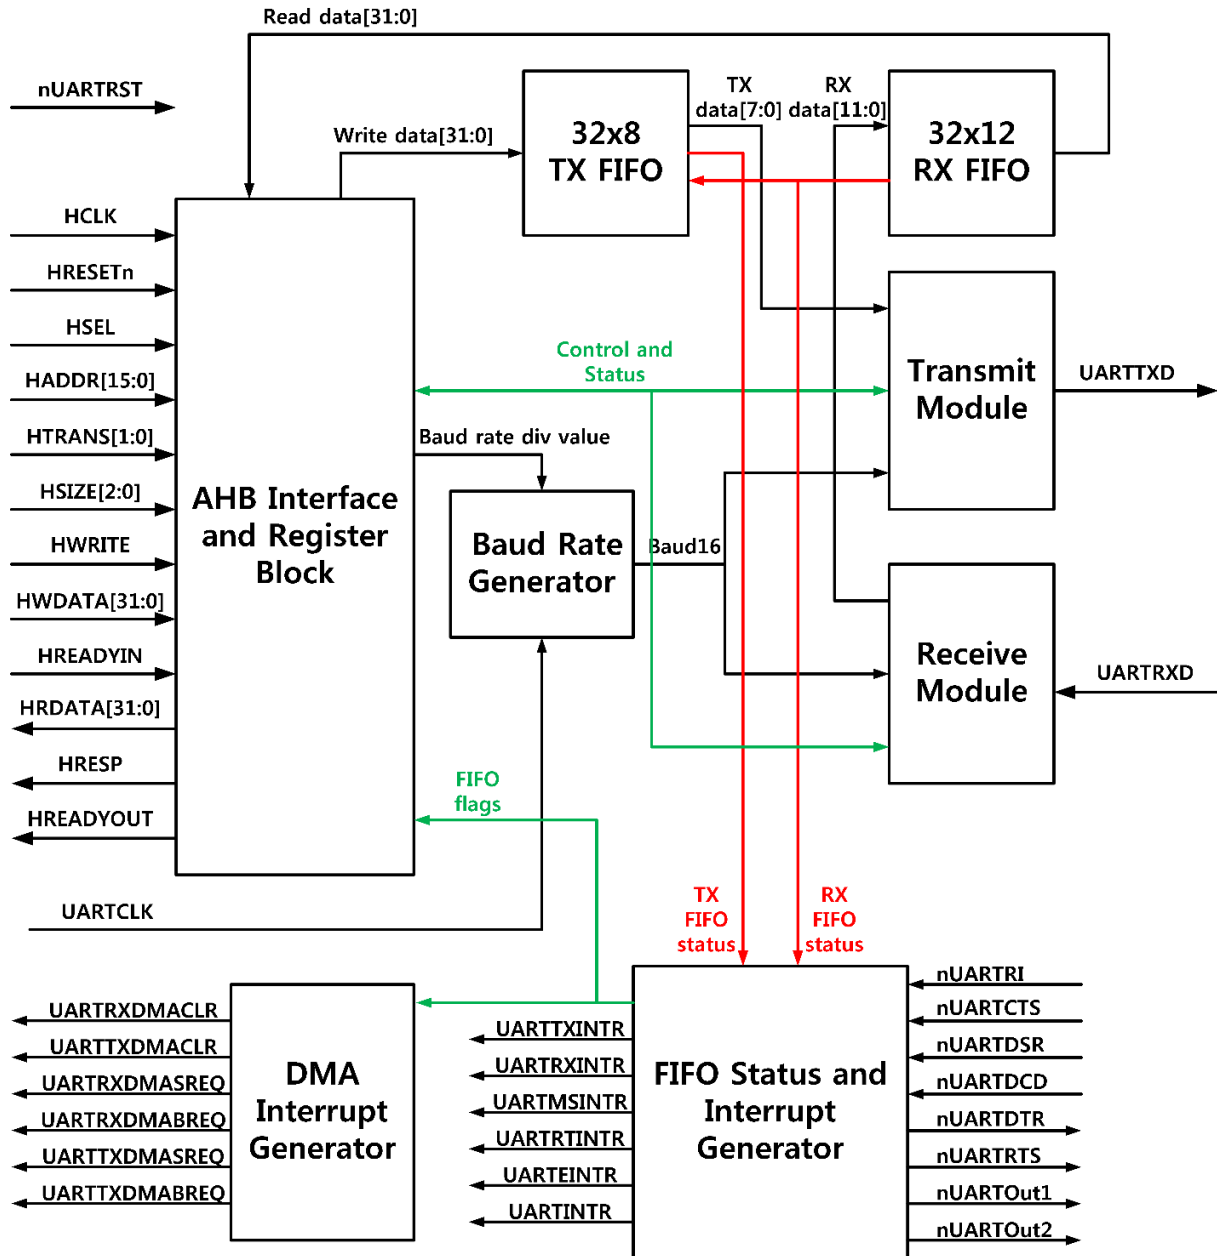 Read data[31:0]
nUARTRST
Write data[31:0]
32x8
TX FIFO
TX
data[7:0]
RX
data[11:0]
32x12
RX FIFO
HCLK
HRESETn
HSEL
HADDR[15:0]
HTRANS[1:0]
HSIZE[2:0]
HWRITE
HWDATA[31:0]
HREADYIN
HRDATA[31:0]
HRESP
HREADYOUT
AHB Interface
and Register
Block
Control and
Status
Baud rate div value
Baud Rate
Generator
Baud16
Transmit
Module
UARTTXD
Receive
Module
UARTRXD
FIFO
flags
UARTCLK
TX
FIFO
status
RX
FIFO
status
UARTRXDMACLR
UARTTXDMACLR
UARTRXDMASREQ
UARTRXDMABREQ
UARTTXDMASREQ
UARTTXDMABREQ
DMA
Interrupt
Generator
UARTTXINTR
UARTRXINTR
UARTMSINTR
UARTRTINTR
UARTEINTR
UARTINTR
FIFO Status and
Interrupt
Generator
nUARTRI
nUARTCTS
nUARTDSR
nUARTDCD
nUARTDTR
nUARTRTS
nUARTOut1
nUARTOut2